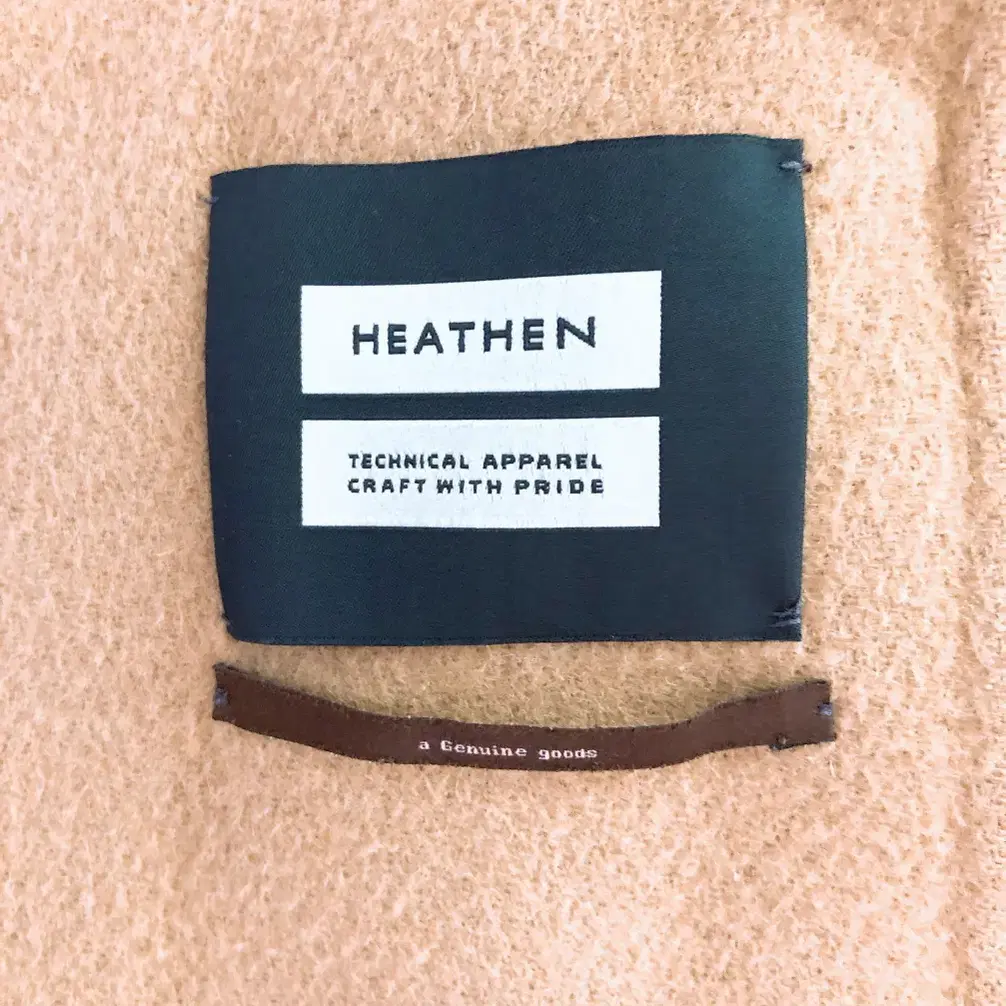 HEATHEN
TECHNICAL APPAREL
CRAFT WITH PRIDE
a Genuine goods